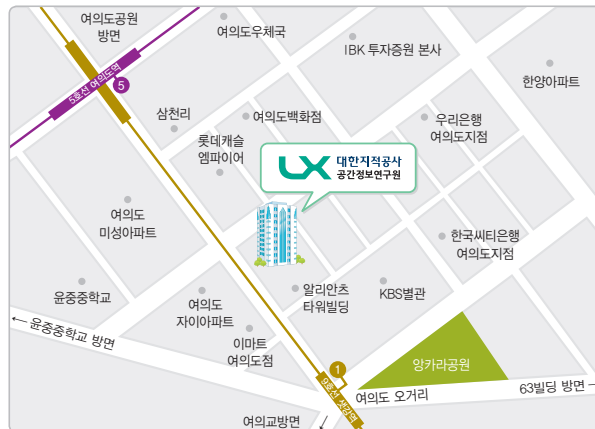 여의도공원
방면
여의도우체국
IBK 투자증원 본사
한양아파트
5호선 여의도역
5
삼천리
여의도백화점
우리은행
여의도지점
롯데캐슬
엠파이어
LX 대한지적공사
공간정보연구원
여의도
미성아파트
한국씨티은행
여의도지점
윤중중학교
여의도
자이아파트
알리안츠
타워빌딩
KBS별관
← 윤중중학교 방면
이마트
여의도점
앙카라공원
1
9호선 샛강역
여의도 오거리
63빌딩 방면→
여의교방면